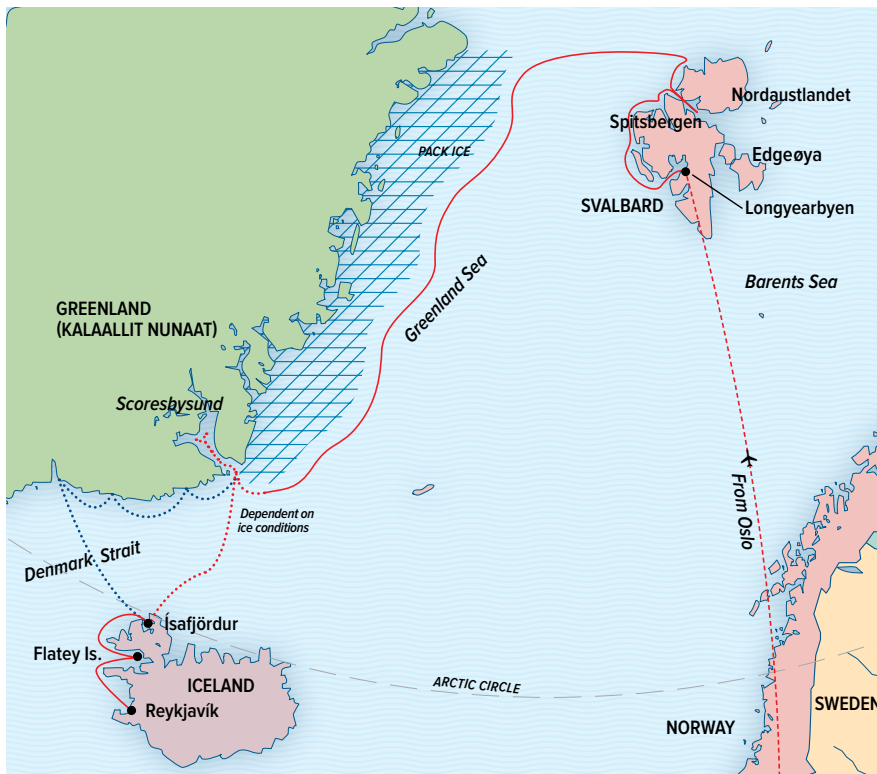 Nordaustlandet
Spitsbergen
PACK ICE
Edgeøya
SVALBARD
Longyearbyen
Greenland Sea
Barents Sea
GREENLAND
(KALAALLIT NUNAAT)
Scoresbysund
From Oslo
Dependent on
ice conditions
Denmark Strait
Ísafjördur
Flatey Is.
ICELAND
ARCTIC CIRCLE
Reykjavík
NORWAY
SWEDEN